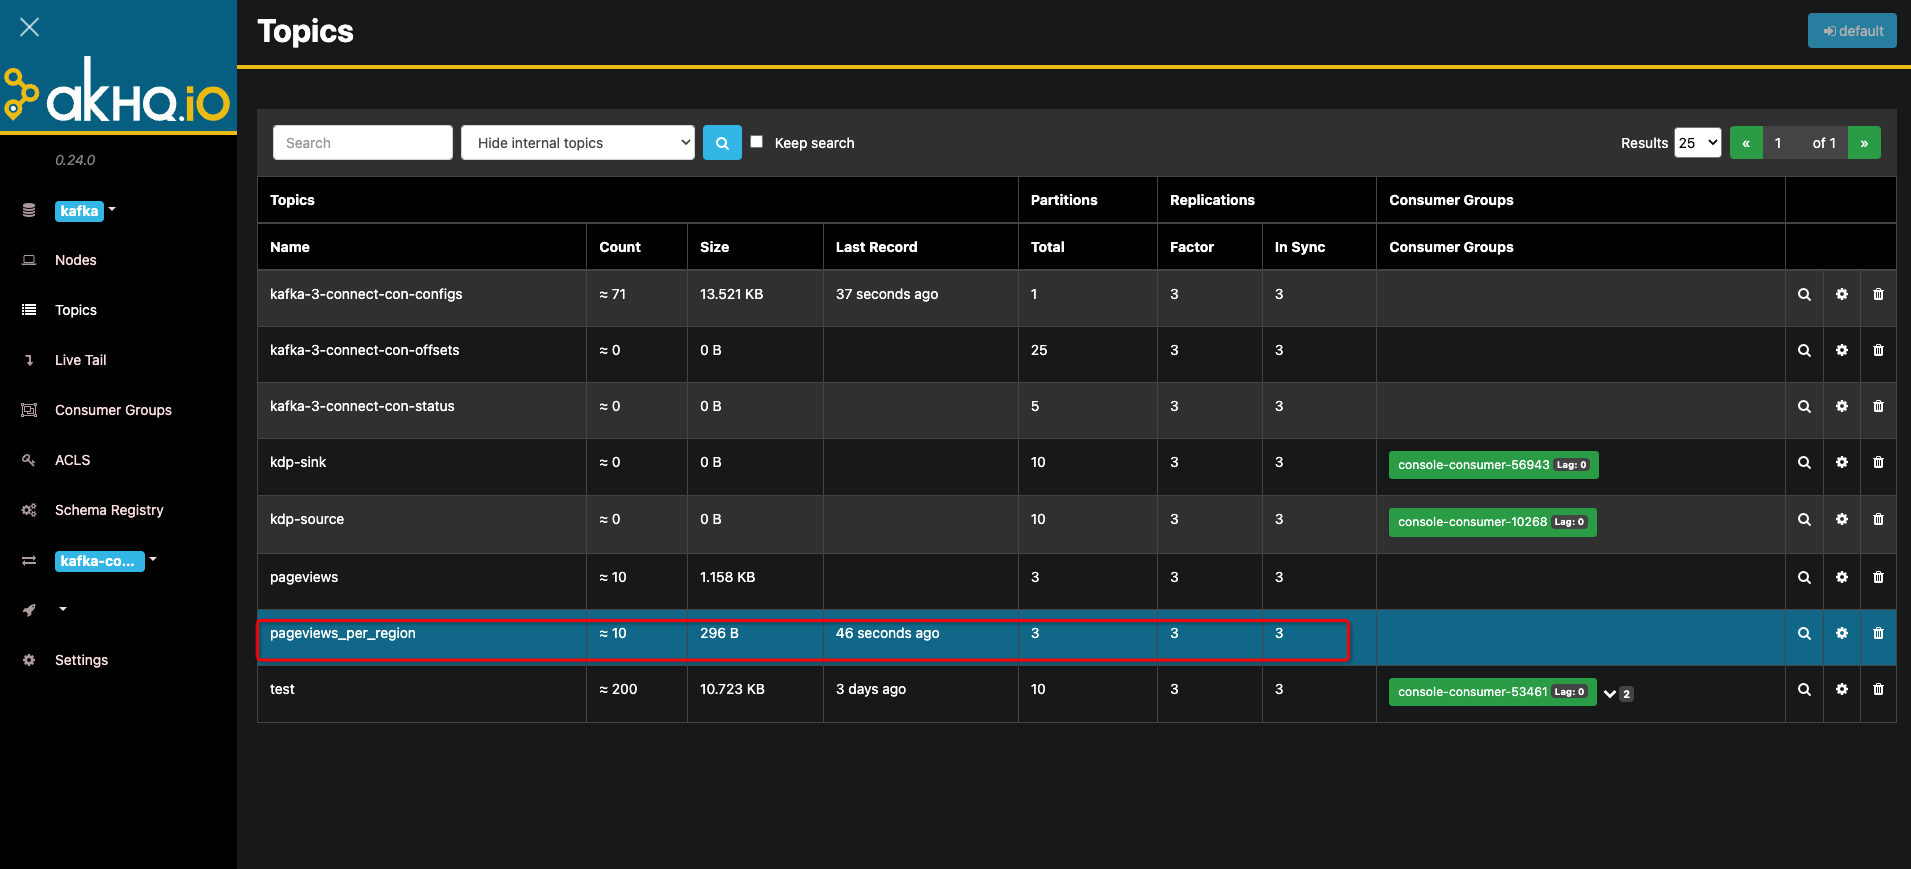 Topics
default
akHQ.io
0.24.0
kafka
Nodes
Topics
Live Tail
Consumer Groups
ACLS
Schema Registry
kafka-co...
Settings
Search Hide internal topics Keep search Results 25 « 1 of 1 »
Topics Partitions Replications Consumer Groups
Name Count Size Last Record Total Factor In Sync Consumer Groups
kafka-3-connect-con-configs ≈ 71 13.521 KB 37 seconds ago 1 3 3
kafka-3-connect-con-offsets ≈ 0 0 B 25 3 3
kafka-3-connect-con-status ≈ 0 0 B 5 3 3
kdp-sink ≈ 0 0 B 10 3 3 console-consumer-56943 Lag: 0
kdp-source ≈ 0 0 B 10 3 3 console-consumer-10268 Lag: 0
pageviews ≈ 10 1.158 KB 3 3 3
pageviews_per_region ≈ 10 296 B 46 seconds ago 3 3 3
test ≈ 200 10.723 KB 3 days ago 10 3 3 console-consumer-53461 Lag: 0 2